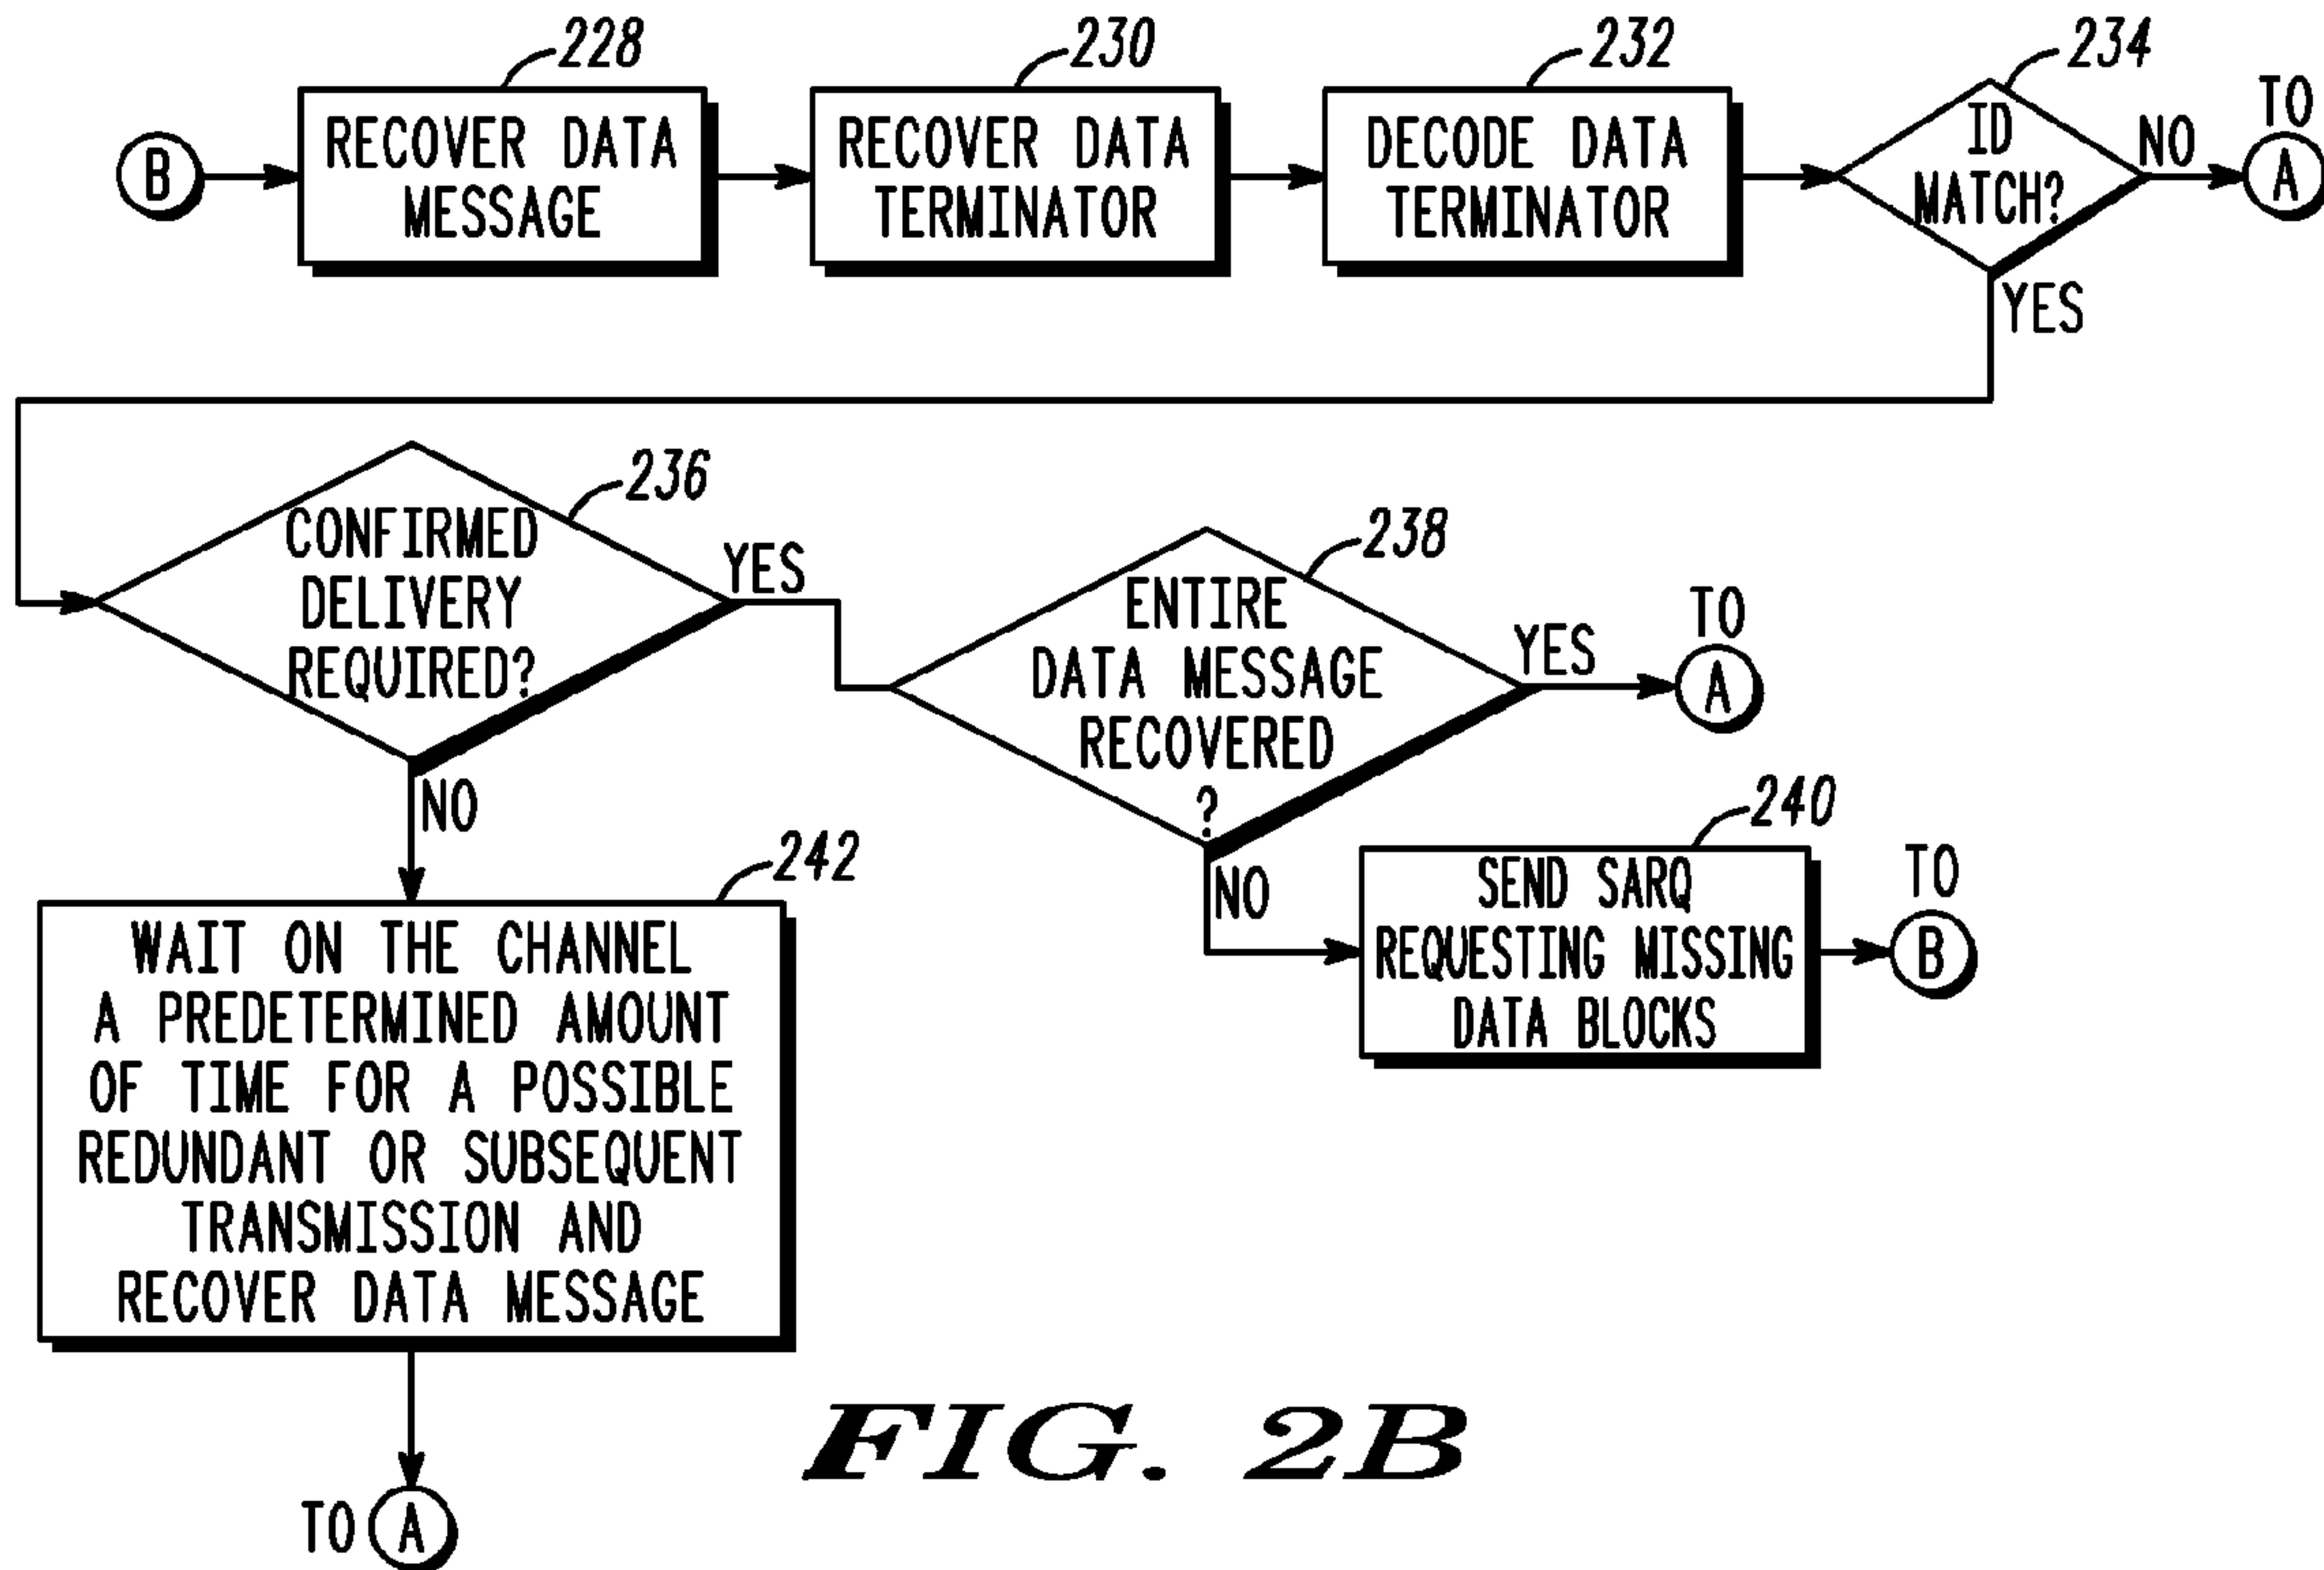 228
230
232
234
B
RECOVER DATA
MESSAGE
RECOVER DATA
TERMINATOR
DECODE DATA
TERMINATOR
ID
MATCH?
NO
TO
A
YES
236
CONFIRMED
DELIVERY
REQUIRED?
YES
NO
238
ENTIRE
DATA MESSAGE
RECOVERED
?
YES
TO
A
NO
240
SEND SARQ
REQUESTING MISSING
DATA BLOCKS
TO
B
242
WAIT ON THE CHANNEL
A PREDETERMINED AMOUNT
OF TIME FOR A POSSIBLE
REDUNDANT OR SUBSEQUENT
TRANSMISSION AND
RECOVER DATA MESSAGE
TO A
FIG. 2B